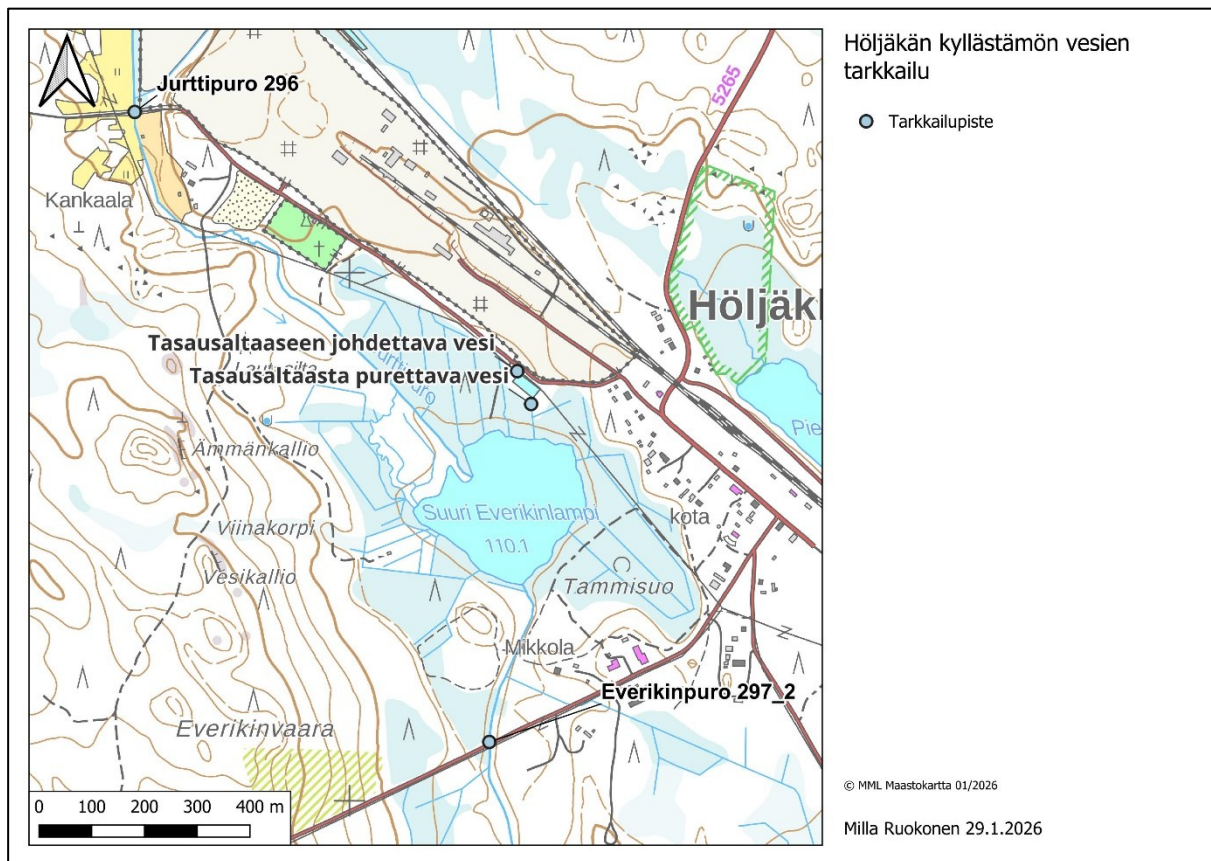 Höljäkän kyllästämön vesien
tarkkailu
Tarkkailupiste
Jurttipuro 296
5265
Kankaala
Höljäk
Tasausaltaaseen johdettava vesi
Tasausaltaasta purettava vesi
Jurttipuro
Ämmänkallio
Pie
Suuri Everikinlampi
110.1
kota
Viinakorpi
Vesikallio
Tammisuo
Mikkola
Everikinpuro 297_2
Everikinvaara
0 100 200 300 400 m
© MML Maastokartta 01/2026
Milla Ruokonen 29.1.2026